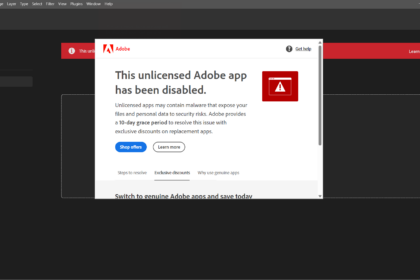 Layer Type Select Filter View Plugins Window Help
This unl
Learn
Adobe
Get help
This unlicensed Adobe app
has been disabled.
Unlicensed apps may contain malware that expose your
files and personal data to security risks. Adobe provides
a 10-day grace period to resolve this issue with
exclusive discounts on replacement apps.
Shop offers
Learn more
Steps to resolve
Exclusive discounts
Why use genuine apps
Switch to genuine Adobe apps and save today